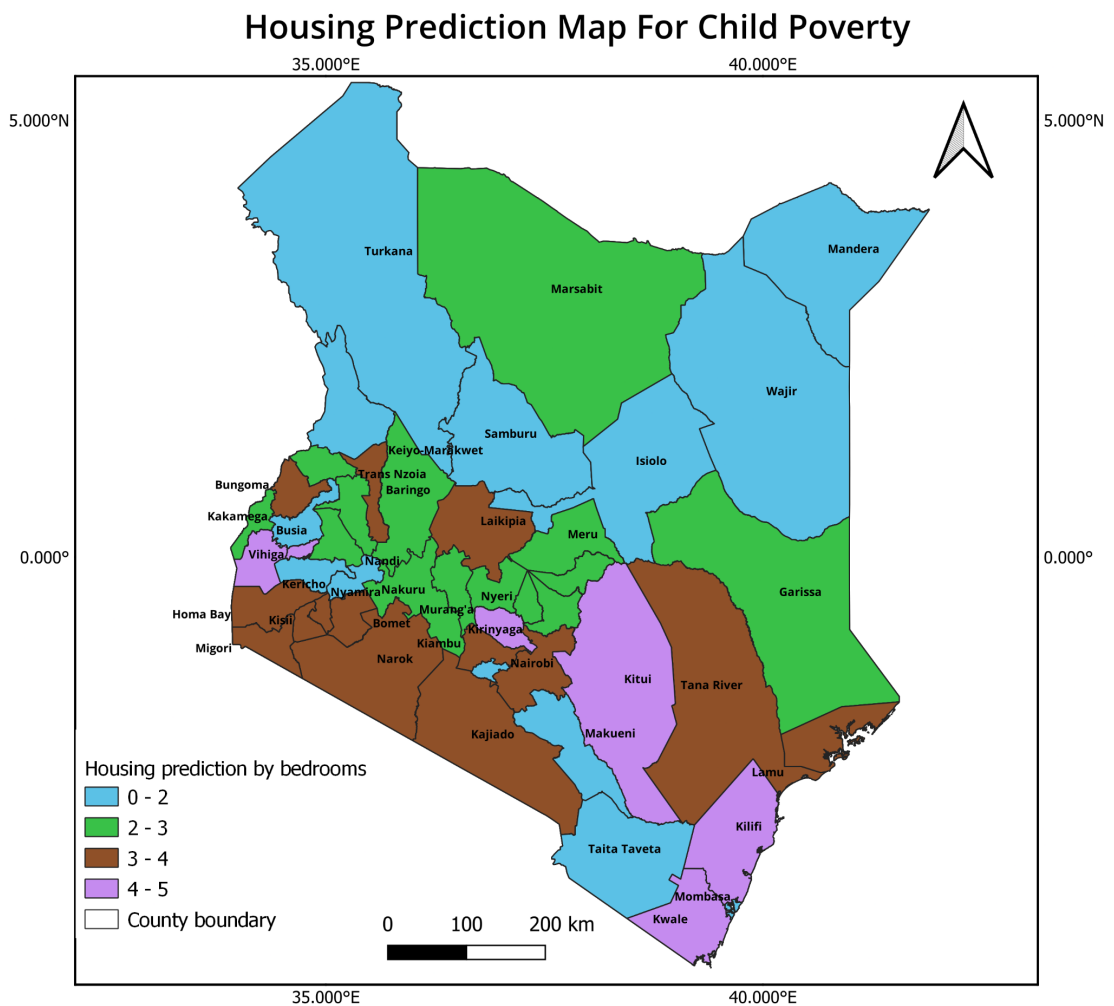 Housing Prediction Map For Child Poverty
35.000°E 40.000°E
5.000°N 5.000°N
Mandera
Turkana
Marsabit
Wajir
Samburu
Keiyo-Marakwet
Isiolo
Trans Nzoia
Bungoma
Baringo
Kakamega
Laikipia
Busia
Meru
0.000° 0.000°
Vihiga
Nandi
Kericho
Nyamira
Nakuru
Garissa
Nyeri
Homa Bay
Murang'a
Kisii
Bomet
Kirinyaga
Kiambu
Migori
Narok
Nairobi
Kitui
Tana River
Kajiado
Makueni
Housing prediction by bedrooms
Lamu
0 - 2
2 - 3
Kilifi
Taita Taveta
3 - 4
4 - 5
Mombasa
County boundary
Kwale
0 100 200 km
35.000°E 40.000°E